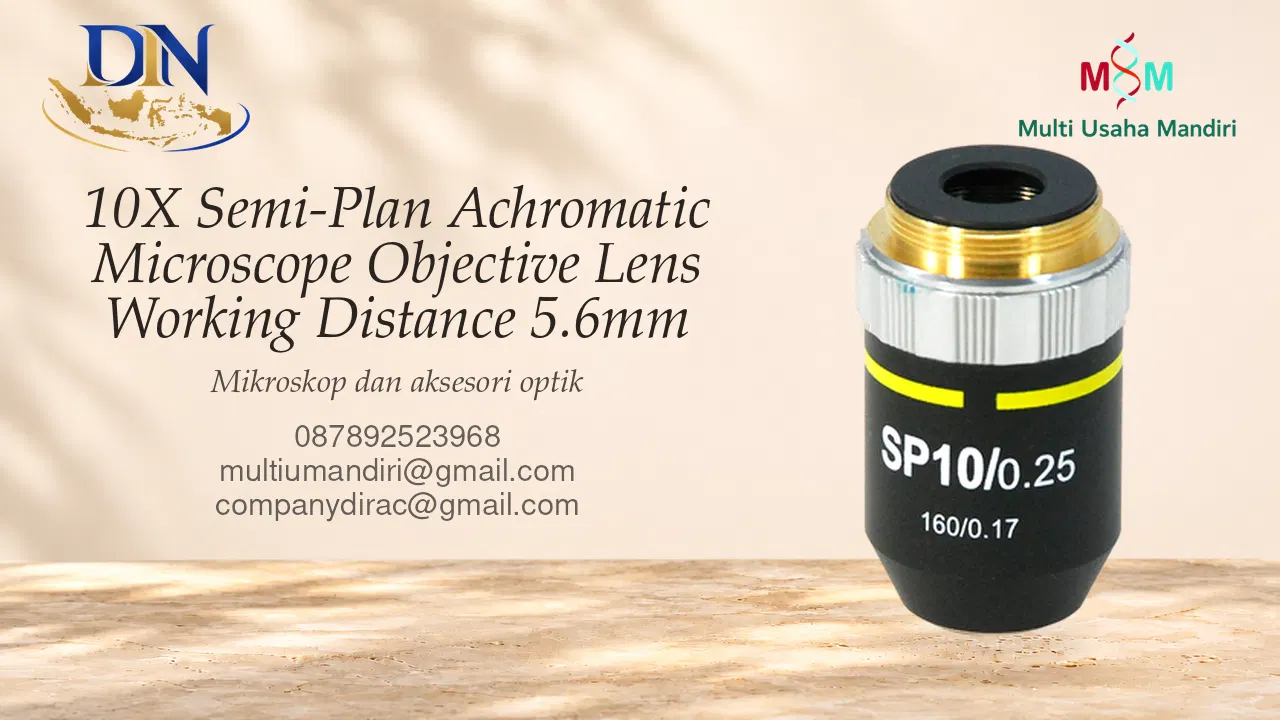 DN
MSM
Multi Usaha Mandiri
10X Semi-Plan Achromatic
Microscope Objective Lens
Working Distance 5.6mm
Mikroskop dan aksesori optik
087892523968
multiumandiri@gmail.com
companydirac@gmail.com
SP10/0.25
160/0.17